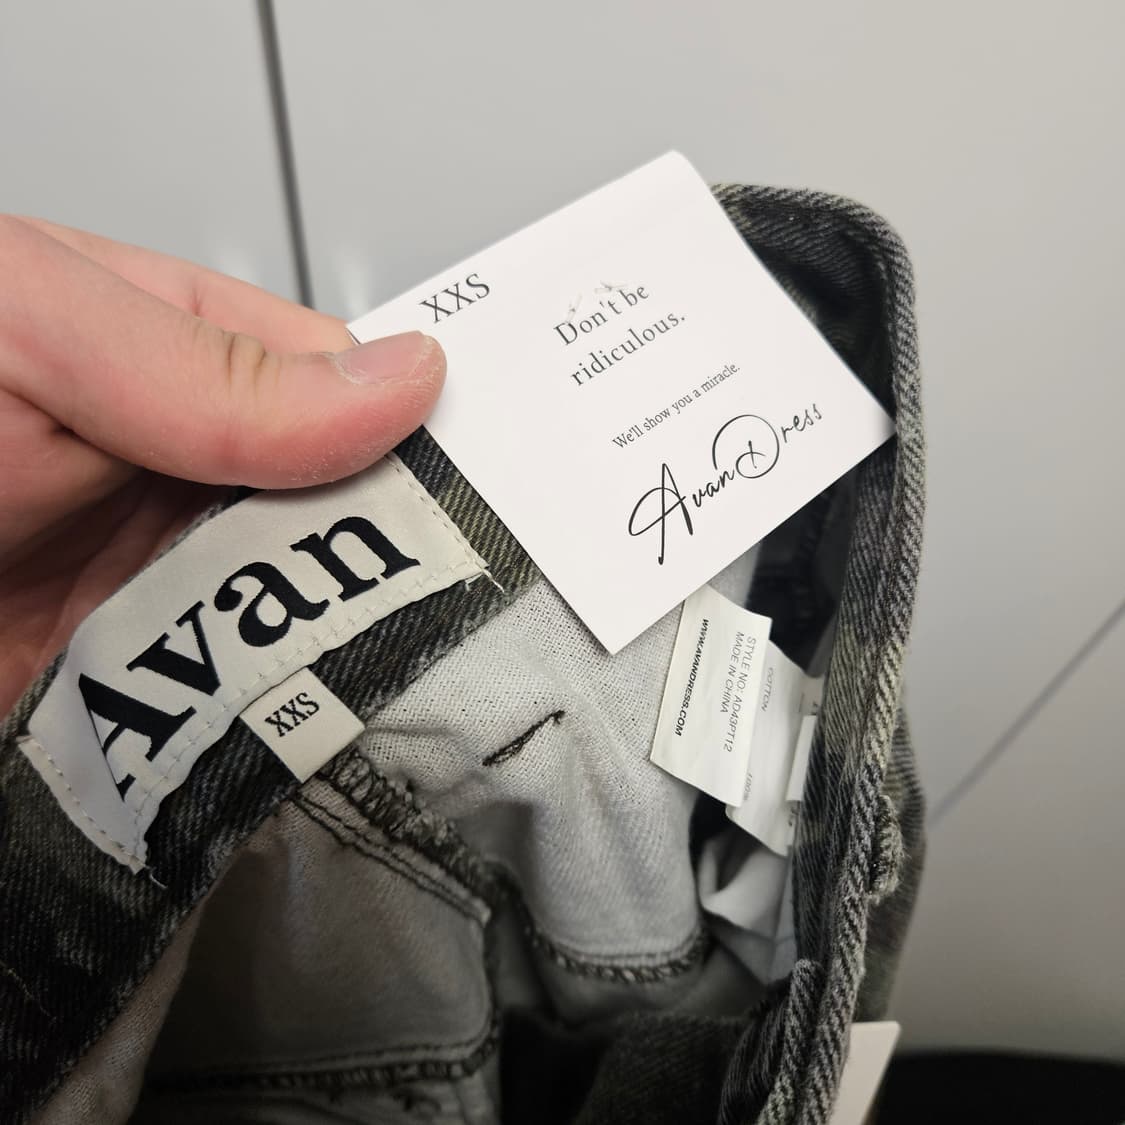 XXS
Don't be
ridiculous.
We'll show you a miracle.
AvanDress
Avan
XXS
WWW.AVANDRESS.COM
MADE IN CHINA
STYLE NO: AD43PT12
COTTON
100%